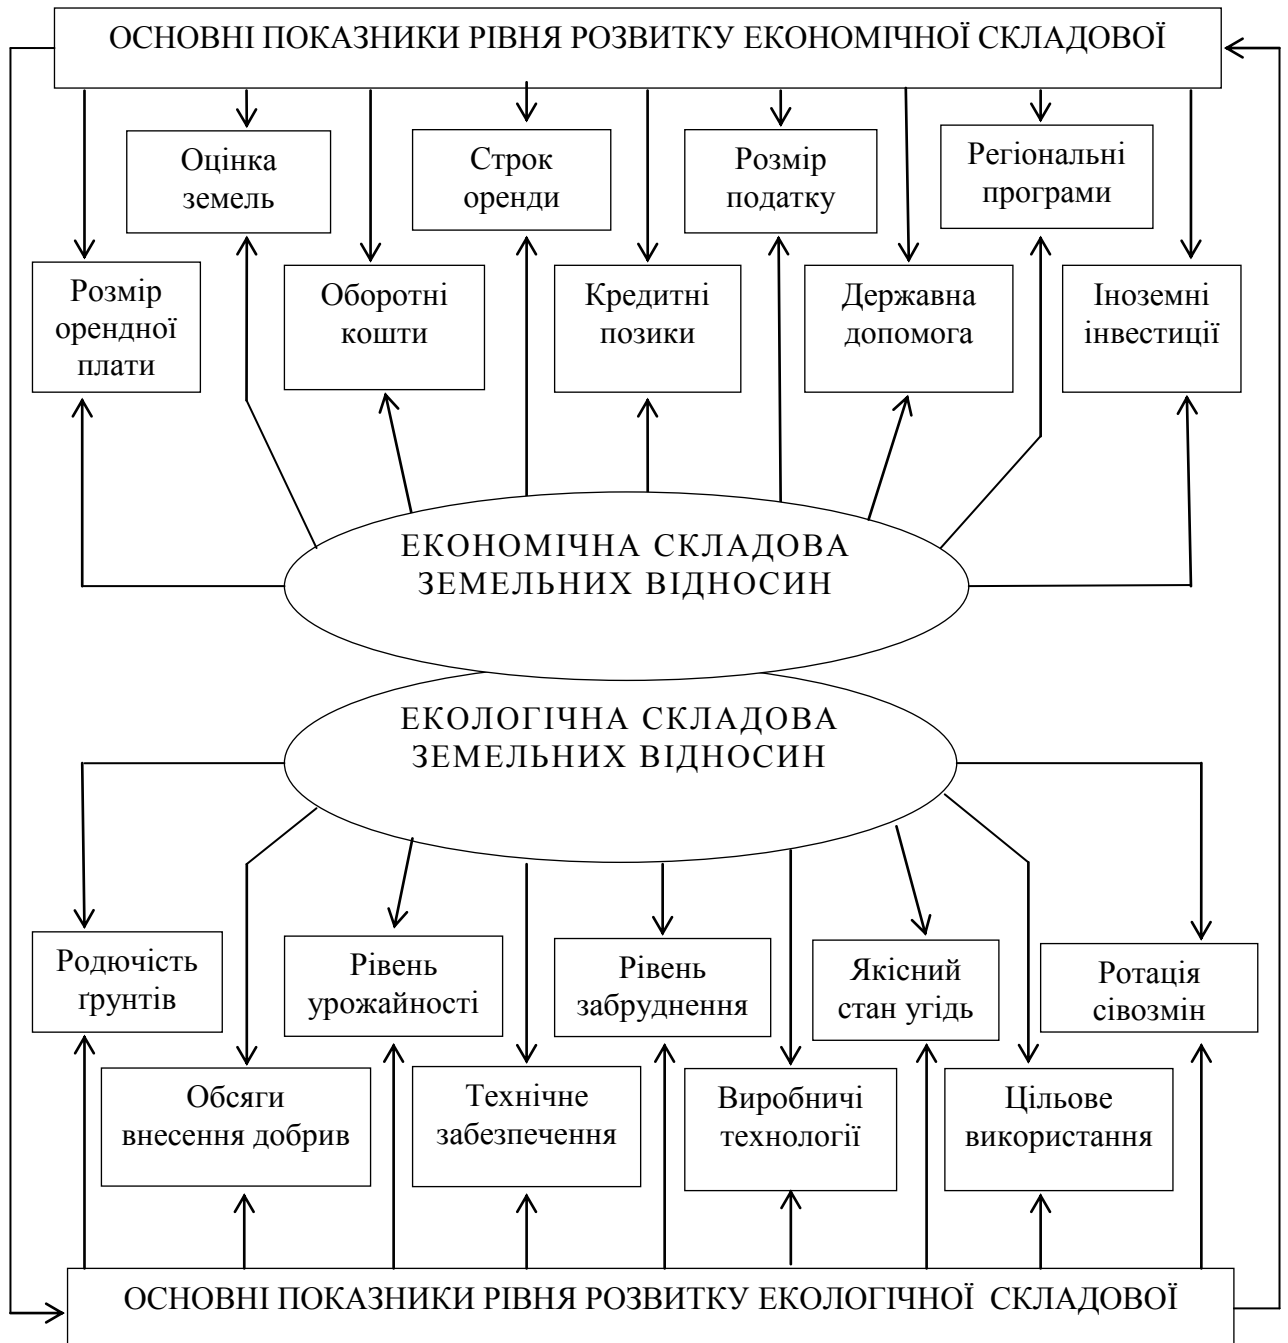 ОСНОВНІ ПОКАЗНИКИ РІВНЯ РОЗВИТКУ ЕКОНОМІЧНОЇ СКЛАДОВОЇ
Оцінка
земель
Строк
оренди
Розмір
податку
Регіональні
програми
Розмір
орендної
плати
Оборотні
кошти
Кредитні
позики
Державна
допомога
Іноземні
інвестиції
ЕКОНОМІЧНА СКЛАДОВА
ЗЕМЕЛЬНИХ ВІДНОСИН
ЕКОЛОГІЧНА СКЛАДОВА
ЗЕМЕЛЬНИХ ВІДНОСИН
Родючість
ґрунтів
Рівень
урожайності
Рівень
забруднення
Якісний
стан угідь
Ротація
сівозмін
Обсяги
внесення добрив
Технічне
забезпечення
Виробничі
технології
Цільове
використання
ОСНОВНІ ПОКАЗНИКИ РІВНЯ РОЗВИТКУ ЕКОЛОГІЧНОЇ СКЛАДОВОЇ